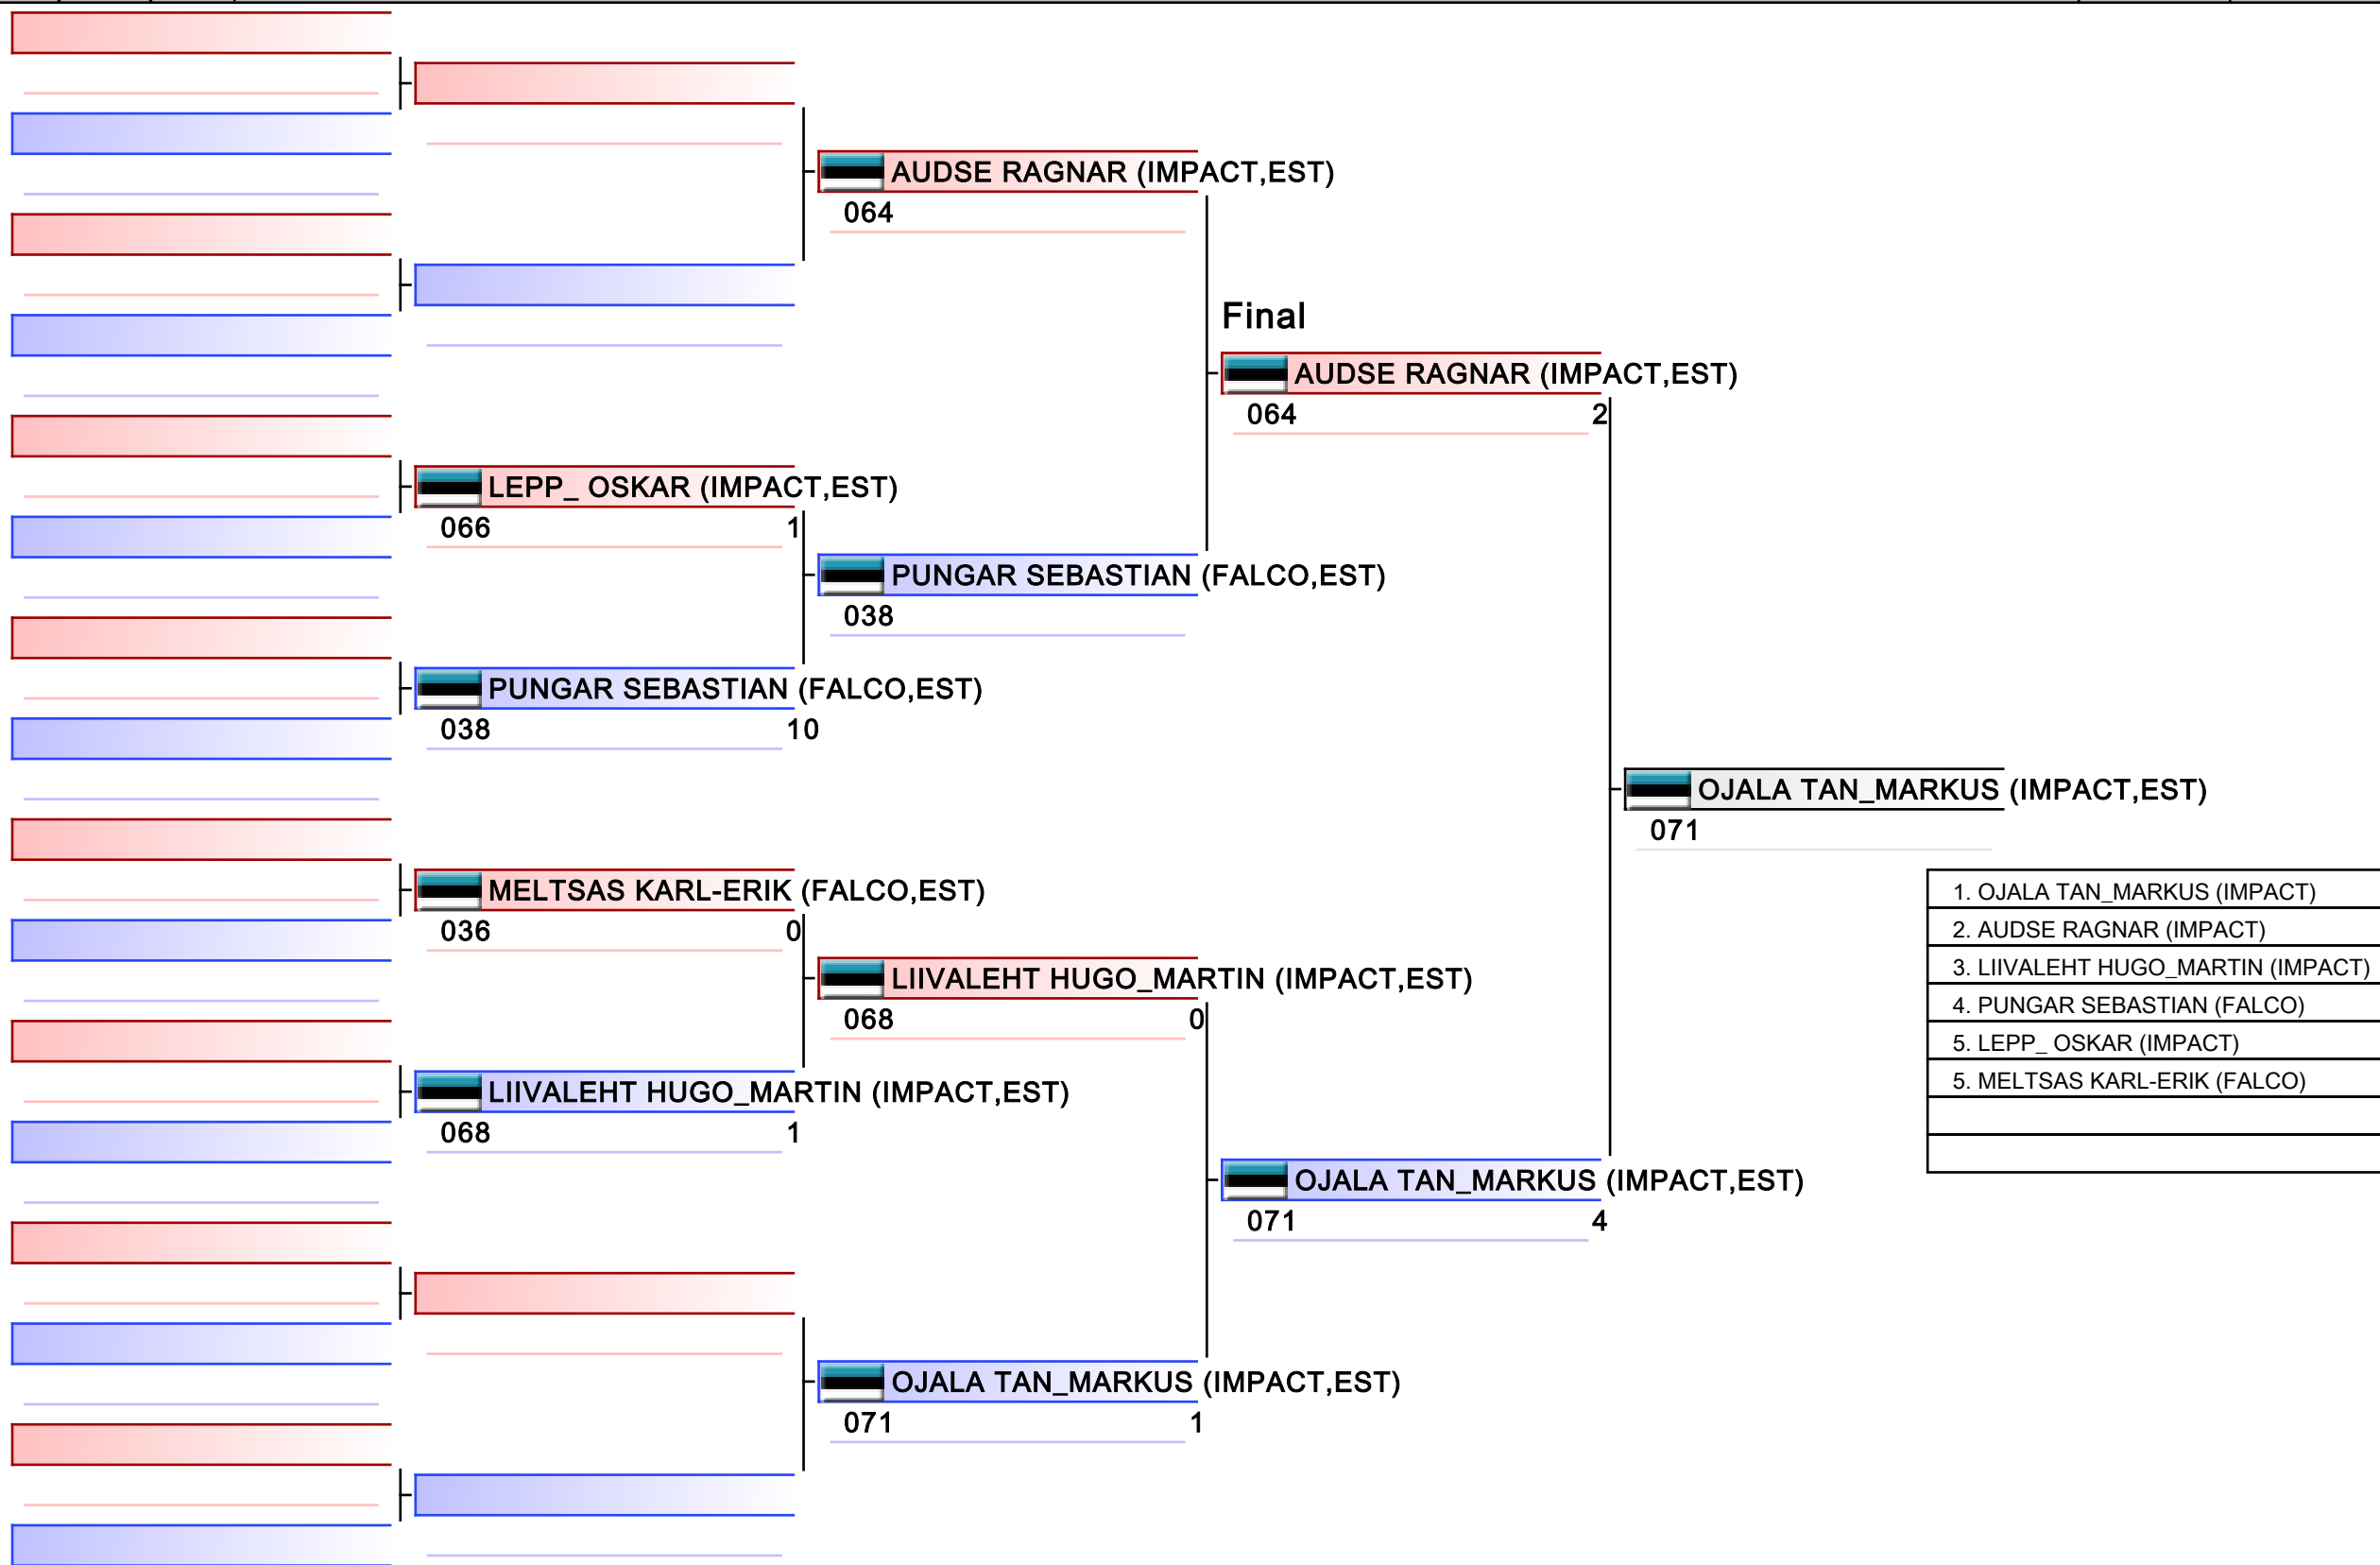 AUDSE RAGNAR (IMPACT,EST)
064
Final
AUDSE RAGNAR (IMPACT,EST)
064 2
LEPP_ OSKAR (IMPACT,EST)
066 1
PUNGAR SEBASTIAN (FALCO,EST)
038
PUNGAR SEBASTIAN (FALCO,EST)
038 10
OJALA TAN_MARKUS (IMPACT,EST)
071
MELTSAS KARL-ERIK (FALCO,EST)
036 0
LIIVALEHT HUGO_MARTIN (IMPACT,EST)
068 0
LIIVALEHT HUGO_MARTIN (IMPACT,EST)
068 1
OJALA TAN_MARKUS (IMPACT,EST)
071 4
OJALA TAN_MARKUS (IMPACT,EST)
071 1
1. OJALA TAN_MARKUS (IMPACT)
2. AUDSE RAGNAR (IMPACT)
3. LIIVALEHT HUGO_MARTIN (IMPACT)
4. PUNGAR SEBASTIAN (FALCO)
5. LEPP_ OSKAR (IMPACT)
5. MELTSAS KARL-ERIK (FALCO)